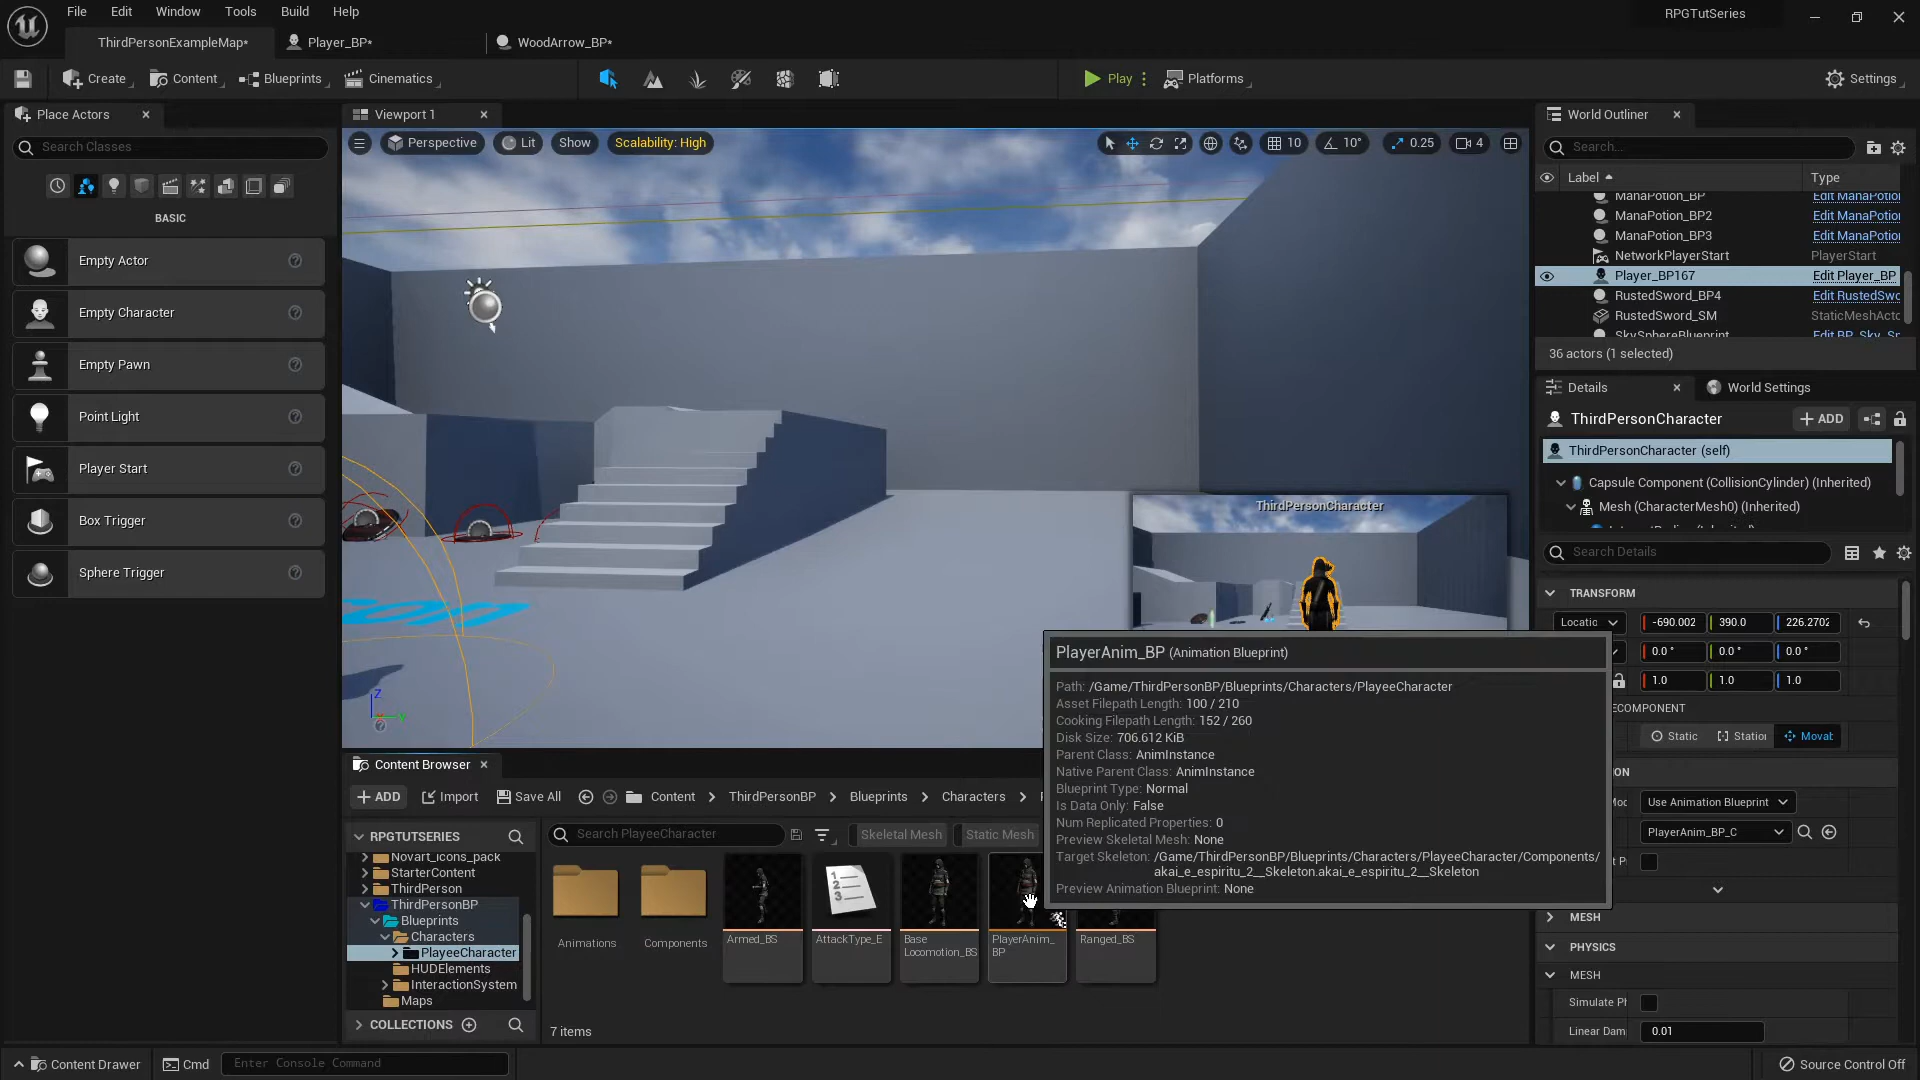 File Edit Window Tools Build Help
RPGTutSeries
ThirdPersonExampleMap* Player_BP* WoodArrow_BP*
Create Content Blueprints Cinematics Play Platforms Settings
Place Actors
Search Classes
BASIC
Empty Actor
Empty Character
Empty Pawn
Point Light
Player Start
Box Trigger
Sphere Trigger
Viewport 1
Perspective Lit Show Scalability: High 10 10° 0.25 4
ThirdPersonCharacter
World Outliner
Search...
Label Type
ManaPotion_BP Edit ManaPotion
ManaPotion_BP2 Edit ManaPotion
ManaPotion_BP3 Edit ManaPotion
NetworkPlayerStart PlayerStart
Player_BP167 Edit Player_BP
RustedSword_BP4 Edit RustedSwo
RustedSword_SM StaticMeshActo
SkySphereBlueprint Edit BP_Sky_Sp
36 actors (1 selected)
Details World Settings
ThirdPersonCharacter ADD
ThirdPersonCharacter (self)
Capsule Component (CollisionCylinder) (Inherited)
Mesh (CharacterMesh0) (Inherited)
Search Details
TRANSFORM
Locatic -690.002 390.0 226.2702
0.0 ° 0.0 ° 0.0 °
1.0 1.0 1.0
ECOMPONENT
Static Station Movat
ION
Mod Use Animation Blueprint
PlayerAnim_BP_C
MESH
PHYSICS
MESH
Simulate Ph
Linear Dam 0.01
PlayerAnim_BP (Animation Blueprint)
Path: /Game/ThirdPersonBP/Blueprints/Characters/PlayeeCharacter
Asset Filepath Length: 100 / 210
Cooking Filepath Length: 152 / 260
Disk Size: 706.612 KiB
Parent Class: AnimInstance
Native Parent Class: AnimInstance
Blueprint Type: Normal
Is Data Only: False
Num Replicated Properties: 0
Preview Skeletal Mesh: None
Target Skeleton: /Game/ThirdPersonBP/Blueprints/Characters/PlayeeCharacter/Components/
akai_e_espiritu_2__Skeleton.akai_e_espiritu_2__Skeleton
Preview Animation Blueprint: None
Content Browser
ADD Import Save All Content ThirdPersonBP Blueprints Characters
RPGTUTSERIES
Search PlayeeCharacter Skeletal Mesh Static Mesh
Novart_icons_pack
StarterContent
ThirdPerson
ThirdPersonBP
Blueprints
Characters
PlayeeCharacter
HUDElements
InteractionSystem
Maps
COLLECTIONS
Animations
Components
Armed_BS
AttackType_E
Base
Locomotion_BS
PlayerAnim_
BP
Ranged_BS
7 items
Content Drawer Cmd Enter Console Command Source Control Off